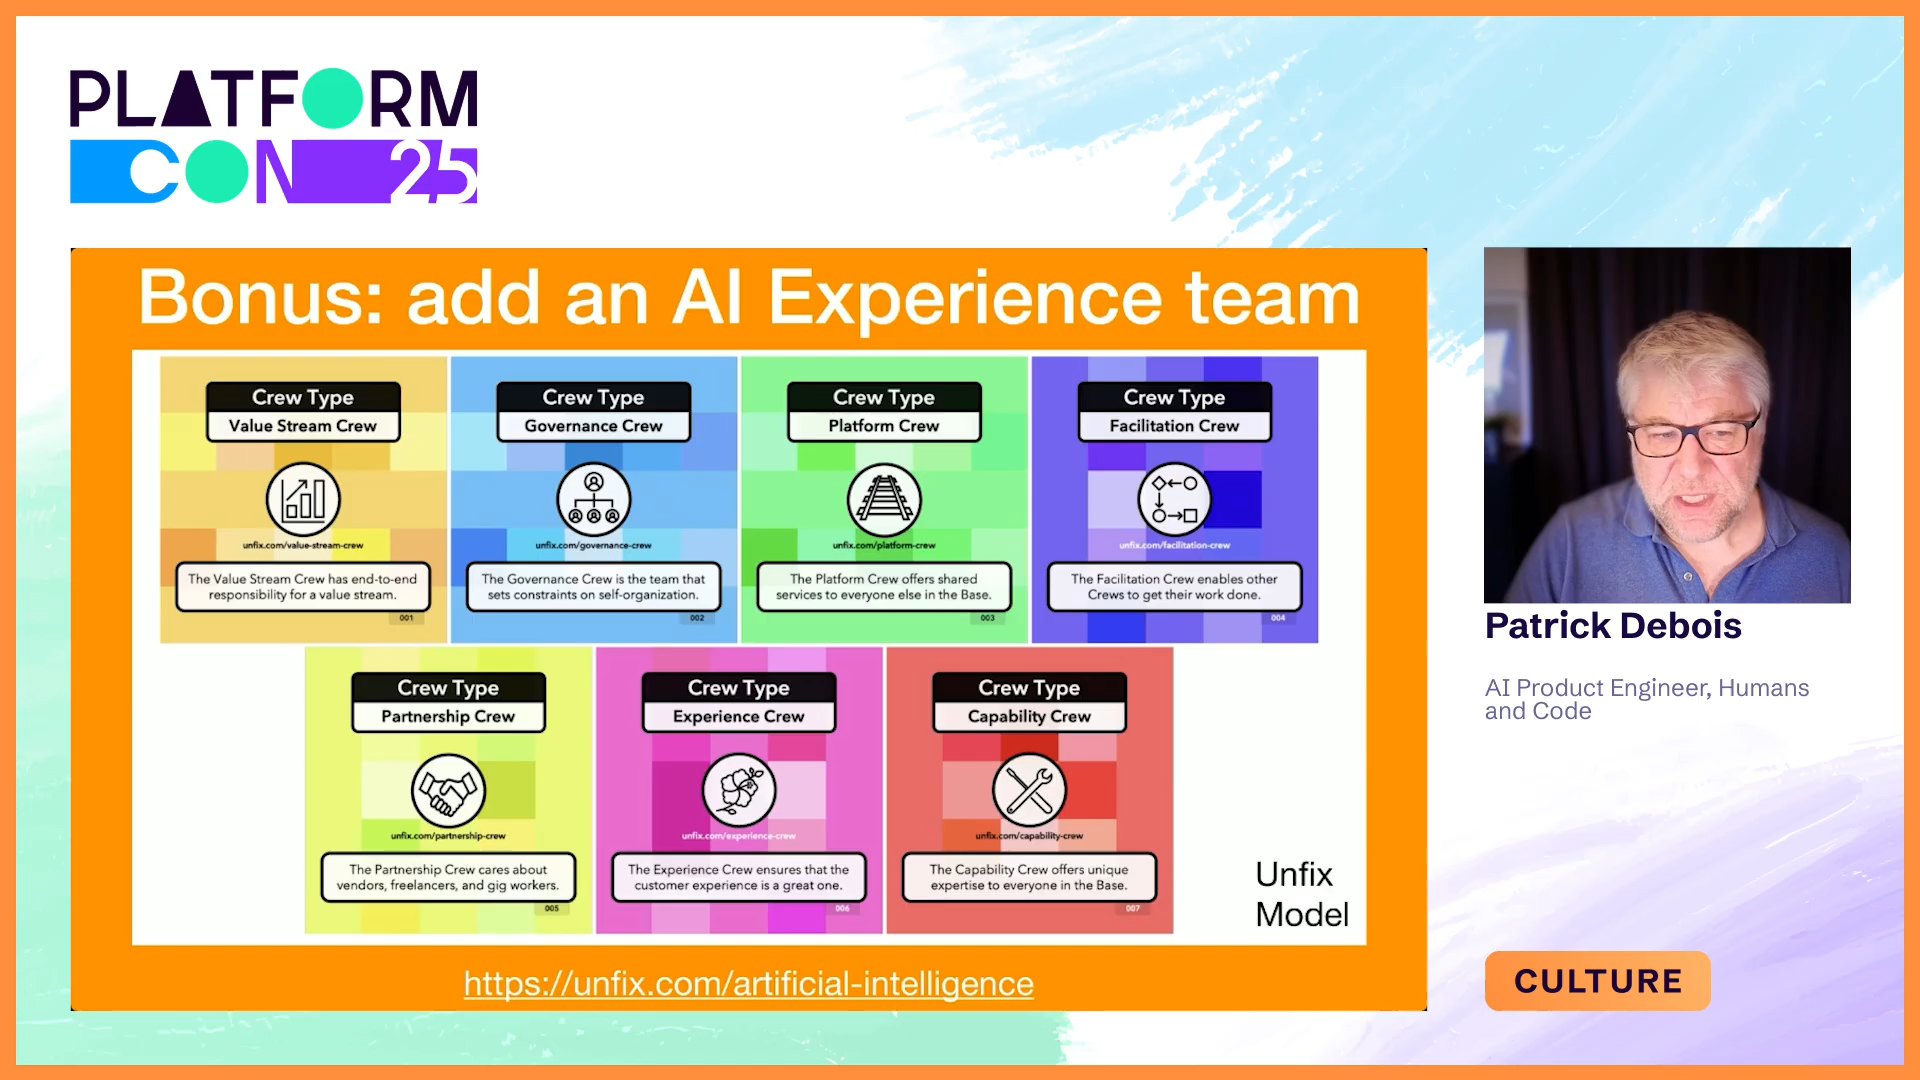 PLATFORM
CON 25
Bonus: add an AI Experience team
Crew Type
Value Stream Crew
unfix.com/value-stream-crew
The Value Stream Crew has end-to-end
responsibility for a value stream.
001
Crew Type
Governance Crew
unfix.com/governance-crew
The Governance Crew is the team that
sets constraints on self-organization.
002
Crew Type
Platform Crew
unfix.com/platform-crew
The Platform Crew offers shared
services to everyone else in the Base.
003
Crew Type
Facilitation Crew
unfix.com/facilitation-crew
The Facilitation Crew enables other
Crews to get their work done.
004
Crew Type
Partnership Crew
unfix.com/partnership-crew
The Partnership Crew cares about
vendors, freelancers, and gig workers.
005
Crew Type
Experience Crew
unfix.com/experience-crew
The Experience Crew ensures that the
customer experience is a great one.
006
Crew Type
Capability Crew
unfix.com/capability-crew
The Capability Crew offers unique
expertise to everyone in the Base.
007
Unfix
Model
https://unfix.com/artificial-intelligence
Patrick Debois
AI Product Engineer, Humans
and Code
CULTURE